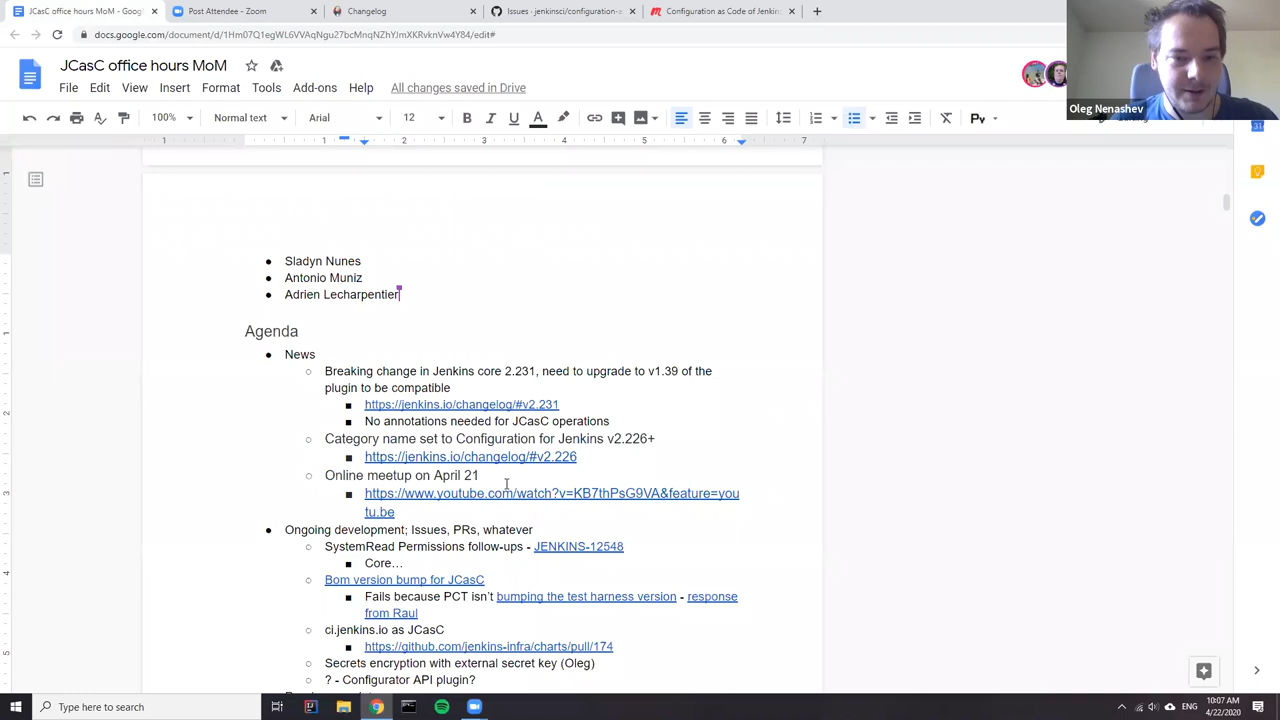 JCasC office hours MoM - Googl
Post Attendee - Zoom
Changelog
Issues · jenkinsci/configuration-a
Configuration as Code of Jenkin
docs.google.com/document/d/1Hm07Q1egWL6VVAqNgu27bcMnqNZhYJmXKRvknVw4Y84/edit#
JCasC office hours MoM
File Edit View Insert Format Tools Add-ons Help All changes saved in Drive
Oleg Nenashev
100% Normal text Arial 12
1 1 2 3 4 5 6 7
Sladyn Nunes
Antonio Muniz
Adrien Lecharpentier
Agenda
News
Breaking change in Jenkins core 2.231, need to upgrade to v1.39 of the
plugin to be compatible
https://jenkins.io/changelog/#v2.231
No annotations needed for JCasC operations
Category name set to Configuration for Jenkins v2.226+
https://jenkins.io/changelog/#v2.226
Online meetup on April 21
https://www.youtube.com/watch?v=KB7thPsG9VA&feature=you
tu.be
Ongoing development; Issues, PRs, whatever
SystemRead Permissions follow-ups - JENKINS-12548
Core…
Bom version bump for JCasC
Fails because PCT isn't bumping the test harness version - response
from Raul
ci.jenkins.io as JCasC
https://github.com/jenkins-infra/charts/pull/174
Secrets encryption with external secret key (Oleg)
? - Configurator API plugin?
Type here to search
ENG
10:07 AM
4/22/2020